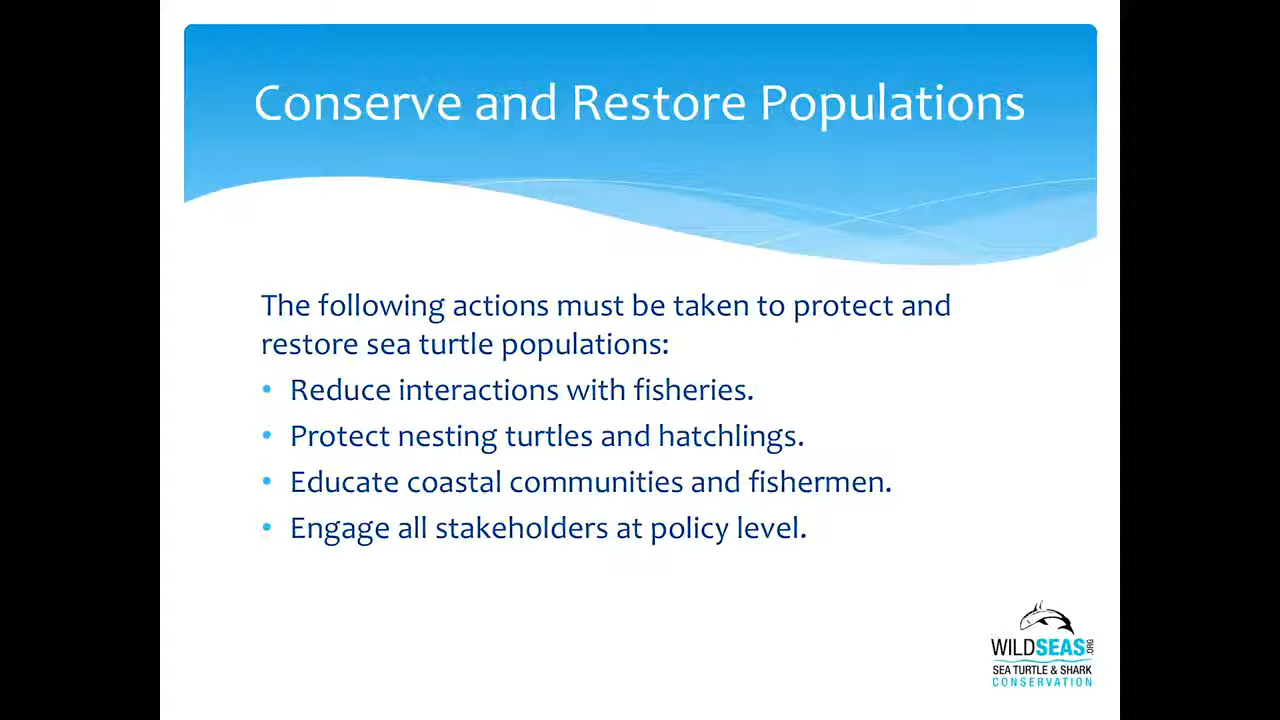 Conserve and Restore Populations
The following actions must be taken to protect and
restore sea turtle populations:
• Reduce interactions with fisheries.
• Protect nesting turtles and hatchlings.
• Educate coastal communities and fishermen.
• Engage all stakeholders at policy level.
WILDSEAS.ORG
SEA TURTLE & SHARK
CONSERVATION